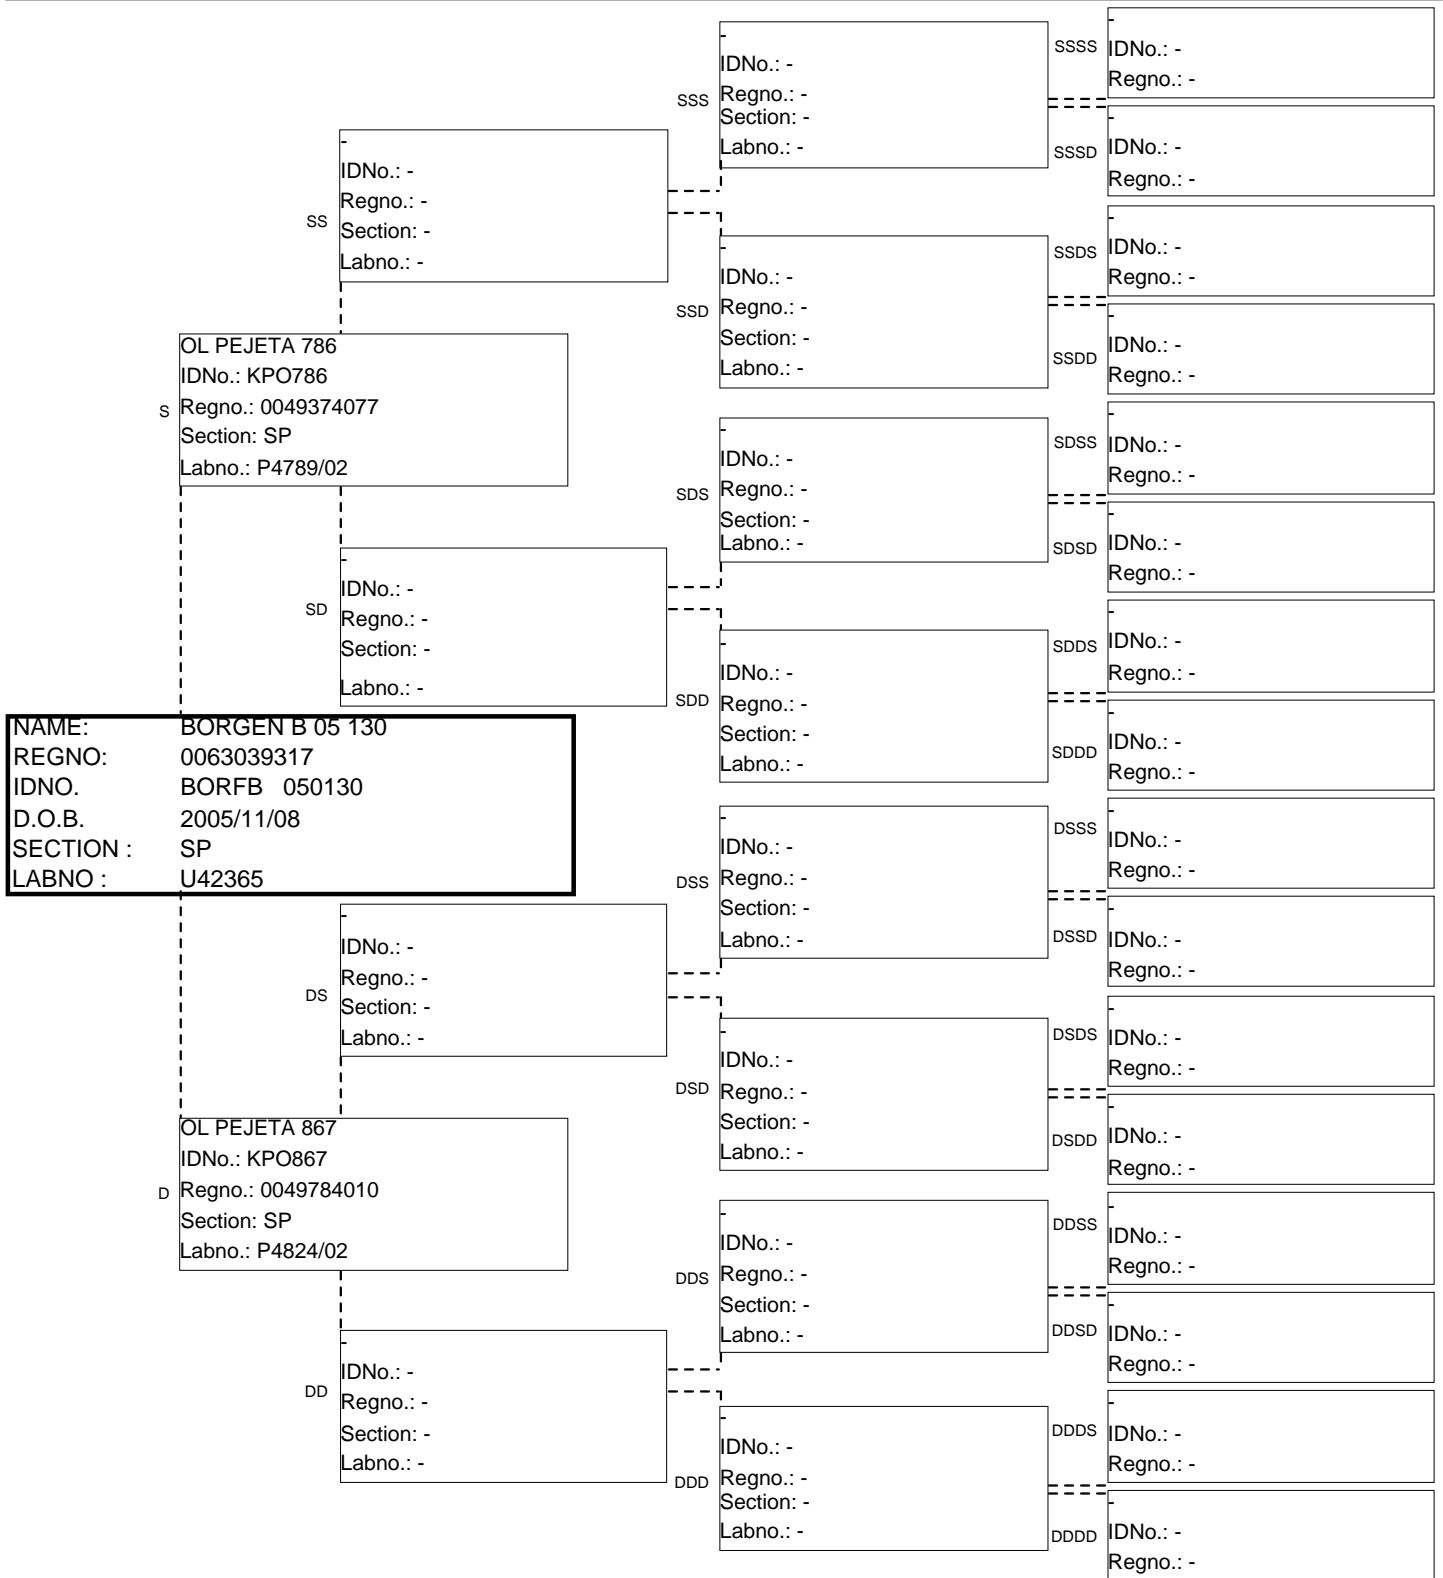 NAME: BORGEN B 05 130
REGNO: 0063039317
IDNO. BORFB 050130
D.O.B. 2005/11/08
SECTION : SP
LABNO : U42365
S
OL PEJETA 786
IDNo.: KPO786
Regno.: 0049374077
Section: SP
Labno.: P4789/02
D
OL PEJETA 867
IDNo.: KPO867
Regno.: 0049784010
Section: SP
Labno.: P4824/02
SS
-
IDNo.: -
Regno.: -
Section: -
Labno.: -
SD
-
IDNo.: -
Regno.: -
Section: -
Labno.: -
DS
-
IDNo.: -
Regno.: -
Section: -
Labno.: -
DD
-
IDNo.: -
Regno.: -
Section: -
Labno.: -
SSS
-
IDNo.: -
Regno.: -
Section: -
Labno.: -
SSD
-
IDNo.: -
Regno.: -
Section: -
Labno.: -
SDS
-
IDNo.: -
Regno.: -
Section: -
Labno.: -
SDD
-
IDNo.: -
Regno.: -
Section: -
Labno.: -
DSS
-
IDNo.: -
Regno.: -
Section: -
Labno.: -
DSD
-
IDNo.: -
Regno.: -
Section: -
Labno.: -
DDS
-
IDNo.: -
Regno.: -
Section: -
Labno.: -
DDD
-
IDNo.: -
Regno.: -
Section: -
Labno.: -
SSSS
-
IDNo.: -
Regno.: -
SSSD
-
IDNo.: -
Regno.: -
SSDS
-
IDNo.: -
Regno.: -
SSDD
-
IDNo.: -
Regno.: -
SDSS
-
IDNo.: -
Regno.: -
SDSD
-
IDNo.: -
Regno.: -
SDDS
-
IDNo.: -
Regno.: -
SDDD
-
IDNo.: -
Regno.: -
DSSS
-
IDNo.: -
Regno.: -
DSSD
-
IDNo.: -
Regno.: -
DSDS
-
IDNo.: -
Regno.: -
DSDD
-
IDNo.: -
Regno.: -
DDSS
-
IDNo.: -
Regno.: -
DDSD
-
IDNo.: -
Regno.: -
DDDS
-
IDNo.: -
Regno.: -
DDDD
-
IDNo.: -
Regno.: -